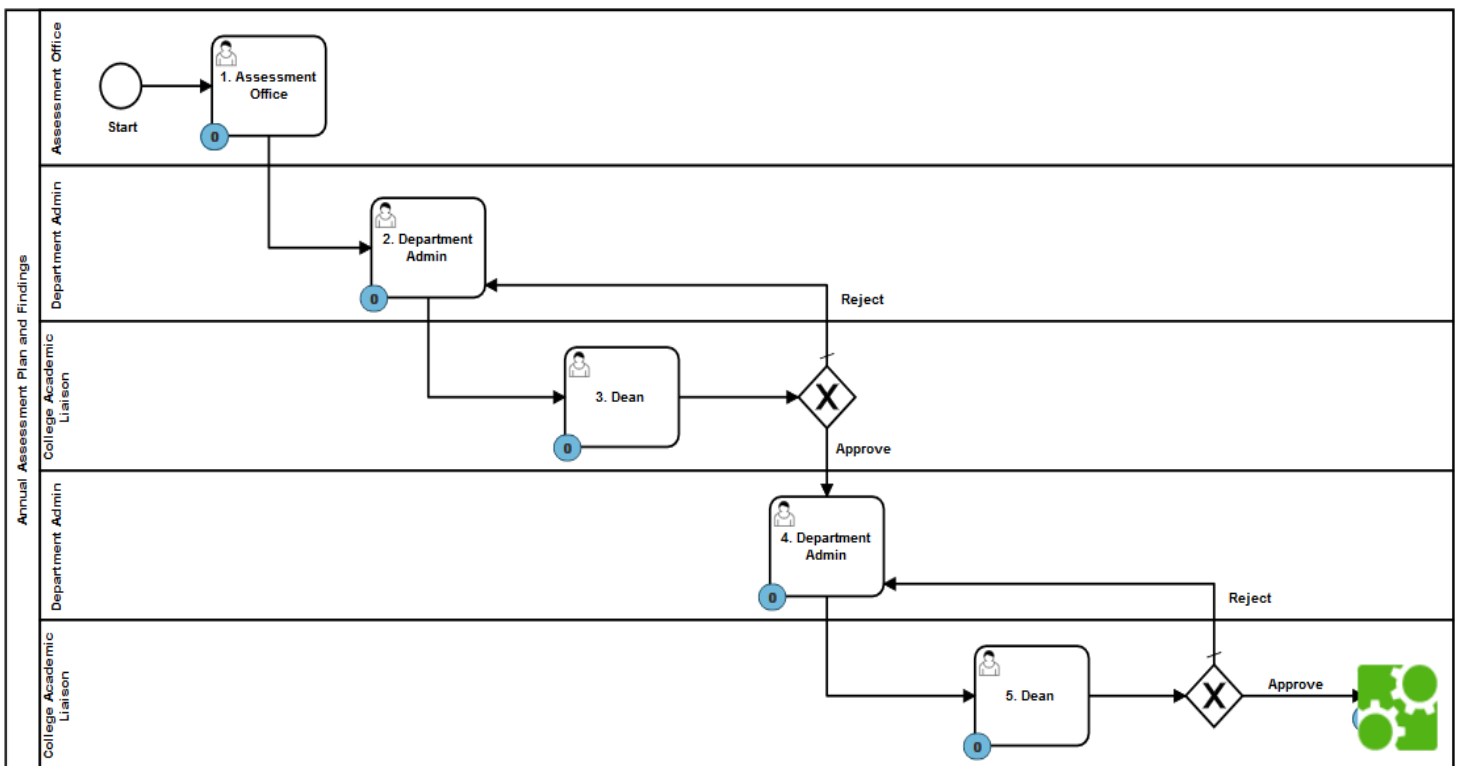 Annual Assessment Plan and Findings
Assessment Office
Start
1. Assessment
Office
0
Department Admin
2. Department
Admin
0
Reject
College Academic
Liaison
3. Dean
0
X
Approve
Department Admin
4. Department
Admin
0
Reject
College Academic
Liaison
5. Dean
0
X
Approve